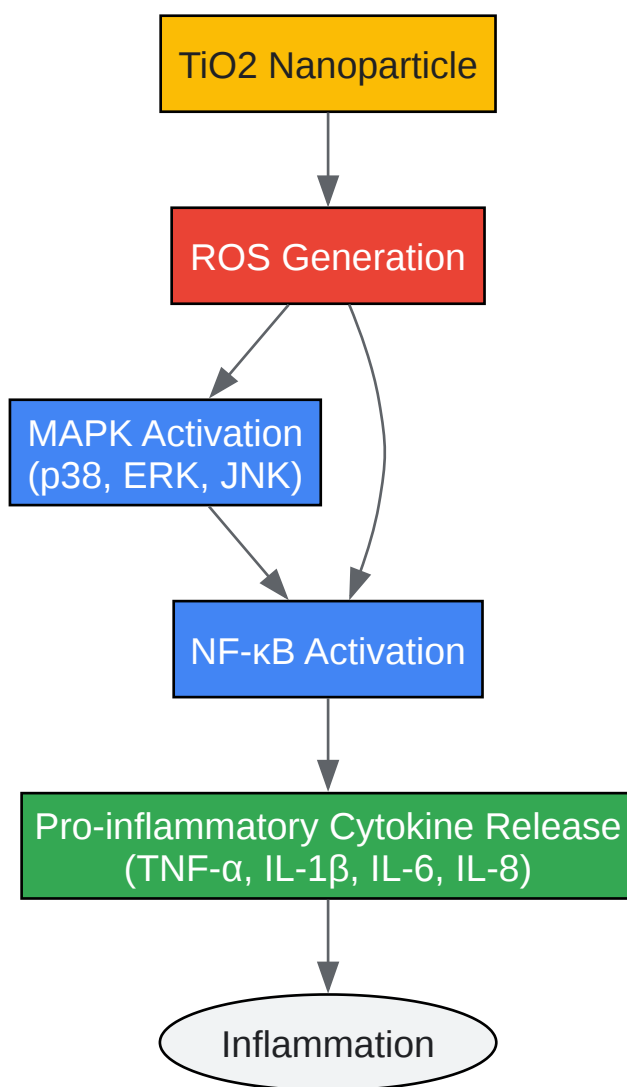 TiO2 Nanoparticle
ROS Generation
MAPK Activation
(p38, ERK, JNK)
NF-κB Activation
Pro-inflammatory Cytokine Release
(TNF-α, IL-1β, IL-6, IL-8)
Inflammation